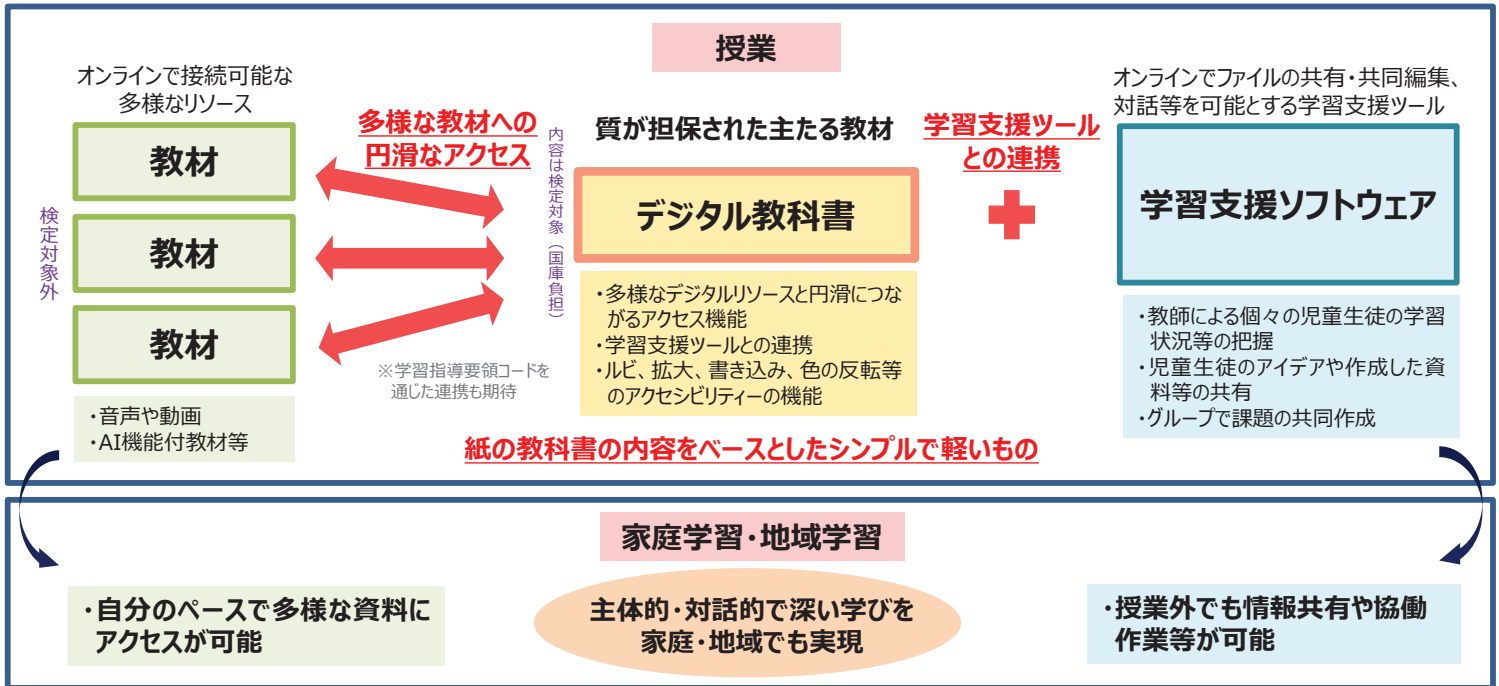 授業
オンラインで接続可能な
多様なリソース
教材
教材
教材
検定対象外
・音声や動画
・AI機能付教材等
多様な教材への
円滑なアクセス
※学習指導要領コードを
通じた連携も期待
内容は検定対象（国庫負担）
質が担保された主たる教材
デジタル教科書
・多様なデジタルリソースと円滑につな
がるアクセス機能
・学習支援ツールとの連携
・ルビ、拡大、書き込み、色の反転等
のアクセシビリティーの機能
学習支援ツール
との連携
オンラインでファイルの共有・共同編集、
対話等を可能とする学習支援ツール
学習支援ソフトウェア
・教師による個々の児童生徒の学習
状況等の把握
・児童生徒のアイデアや作成した資
料等の共有
・グループで課題の共同作成
紙の教科書の内容をベースとしたシンプルで軽いもの
家庭学習・地域学習
・自分のペースで多様な資料に
アクセスが可能
主体的・対話的で深い学びを
家庭・地域でも実現
・授業外でも情報共有や協働
作業等が可能